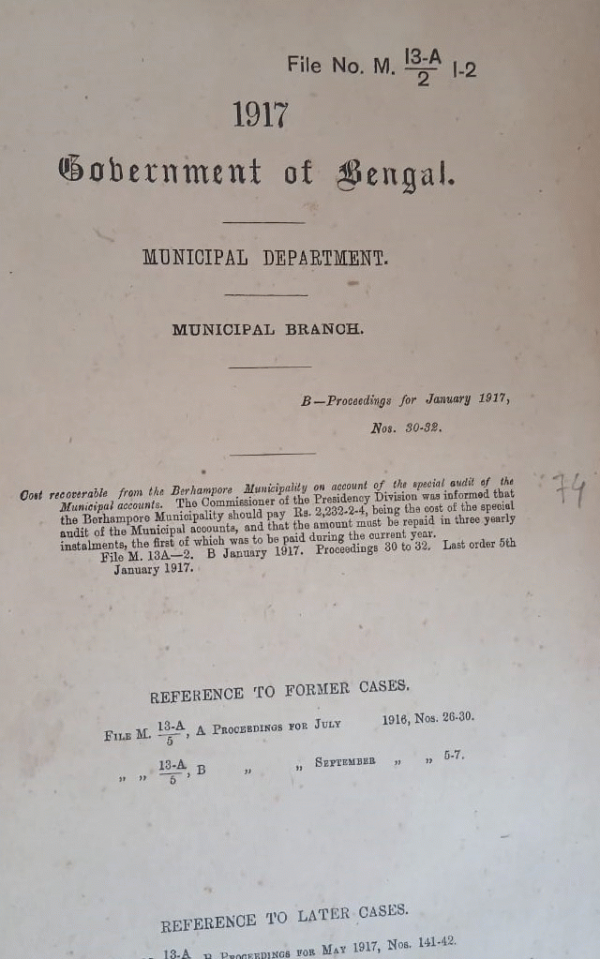 File No. M. 13-A/2 1-2
1917
Government of Bengal.
MUNICIPAL DEPARTMENT.
MUNICIPAL BRANCH.
B—Proceedings for January 1917,
Nos. 30-32.
Cost recoverable from the Berhampore Municipality on account of the special audit of the
Municipal accounts. The Commissioner of the Presidency Division was informed that
the Berhampore Municipality should pay Rs. 2,232-2-4, being the cost of the special
audit of the Municipal accounts, and that the amount must be repaid in three yearly
instalments, the first of which was to be paid during the current year.
File M. 13A—2. B January 1917. Proceedings 30 to 32. Last order 5th
January 1917.
74
REFERENCE TO FORMER CASES.
FILE M. 13-A/5, A PROCEEDINGS FOR JULY 1916, Nos. 26-30.
„ „ 13-A/5, B „ „ SEPTEMBER „ „ 5-7.
REFERENCE TO LATER CASES.
13-A B PROCEEDINGS FOR MAY 1917, Nos. 141-42.